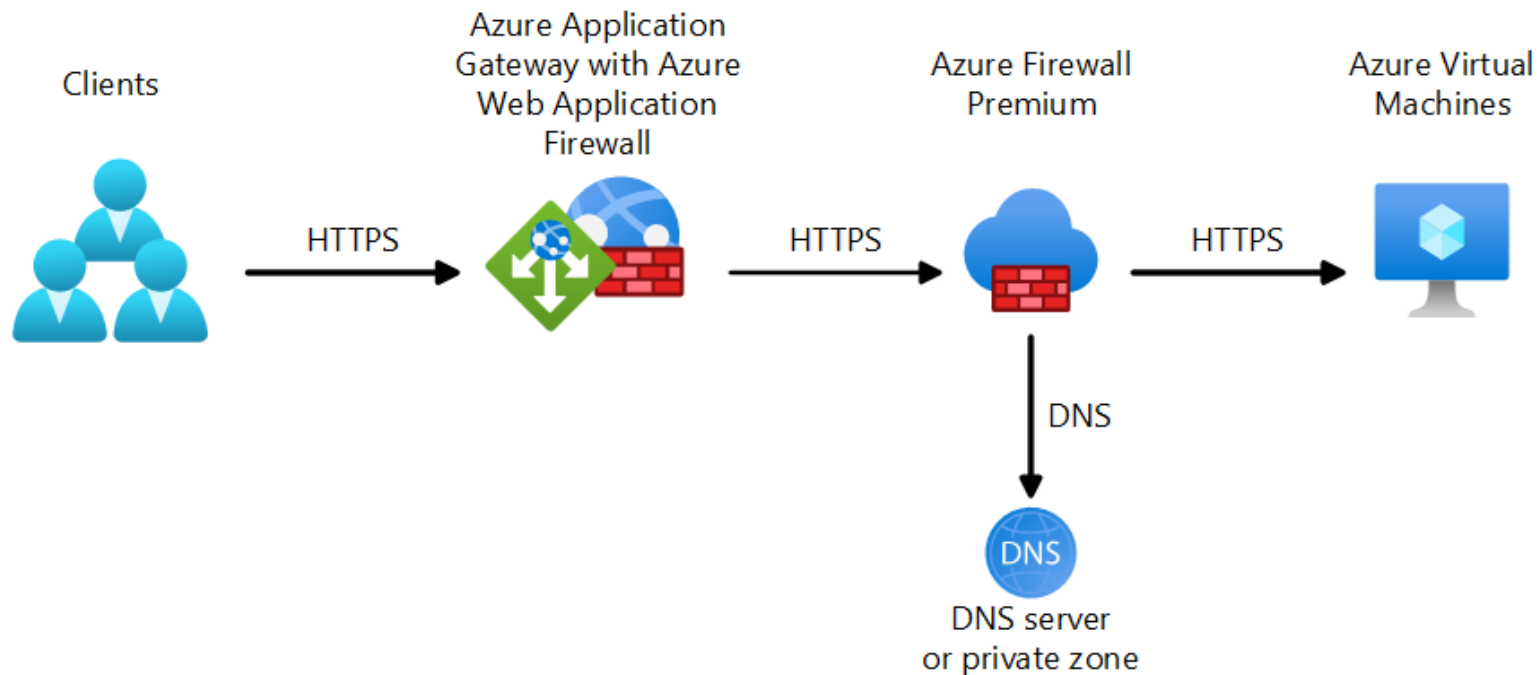 Clients
Azure Application
Gateway with Azure
Web Application
Firewall
Azure Firewall
Premium
Azure Virtual
Machines
HTTPS
HTTPS
HTTPS
DNS
DNS
DNS server
or private zone